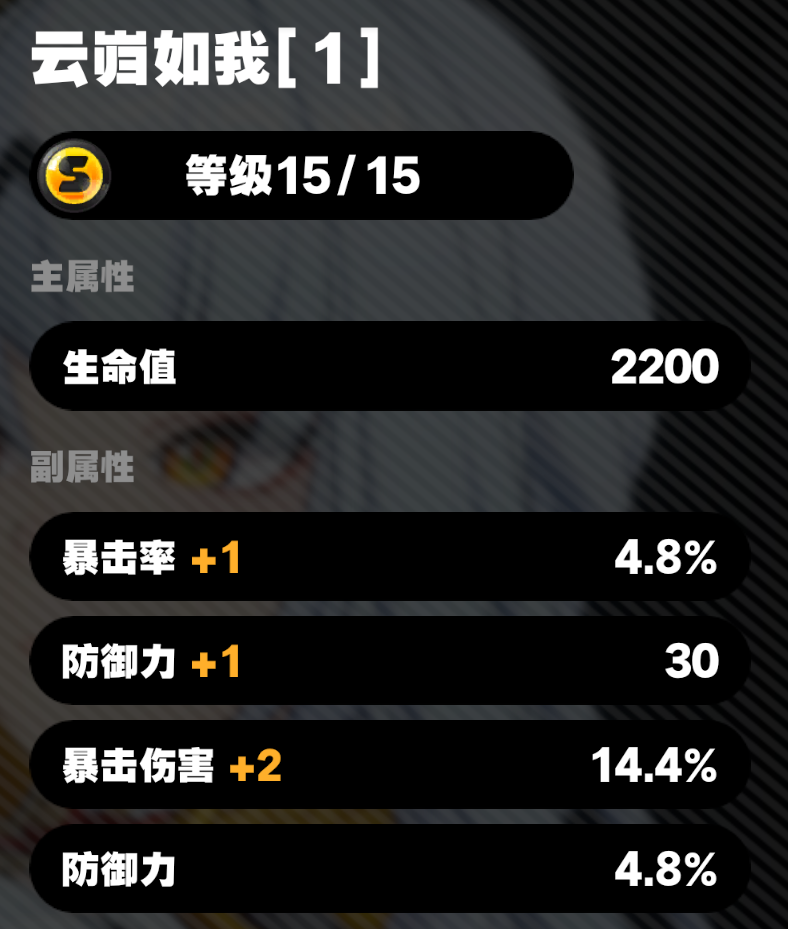 云岿如我[1]
S
等级15/15
主属性
生命值 2200
副属性
暴击率 +1 4.8%
防御力 +1 30
暴击伤害 +2 14.4%
防御力 4.8%